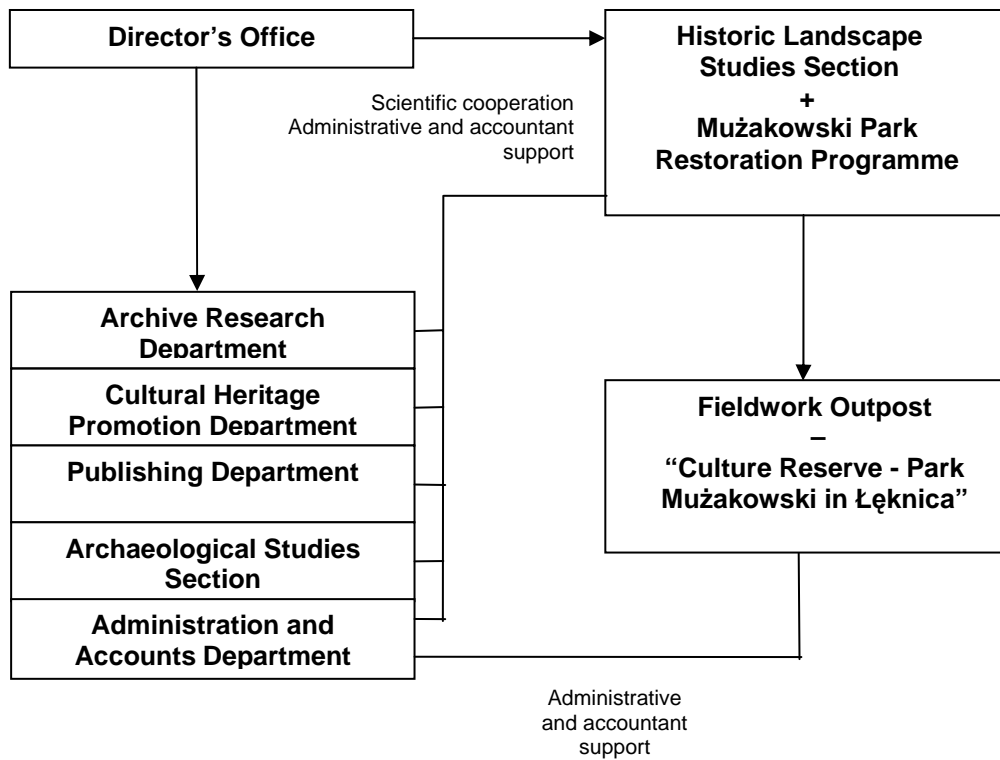 Director’s Office
Historic Landscape
Studies Section
+
Mużakowski Park
Restoration Programme
Scientific cooperation
Administrative and accountant
support
Archive Research
Department
Cultural Heritage
Promotion Department
Publishing Department
Archaeological Studies
Section
Administration and
Accounts Department
Fieldwork Outpost
–
“Culture Reserve - Park
Mużakowski in Łęknica”
Administrative
and accountant
support